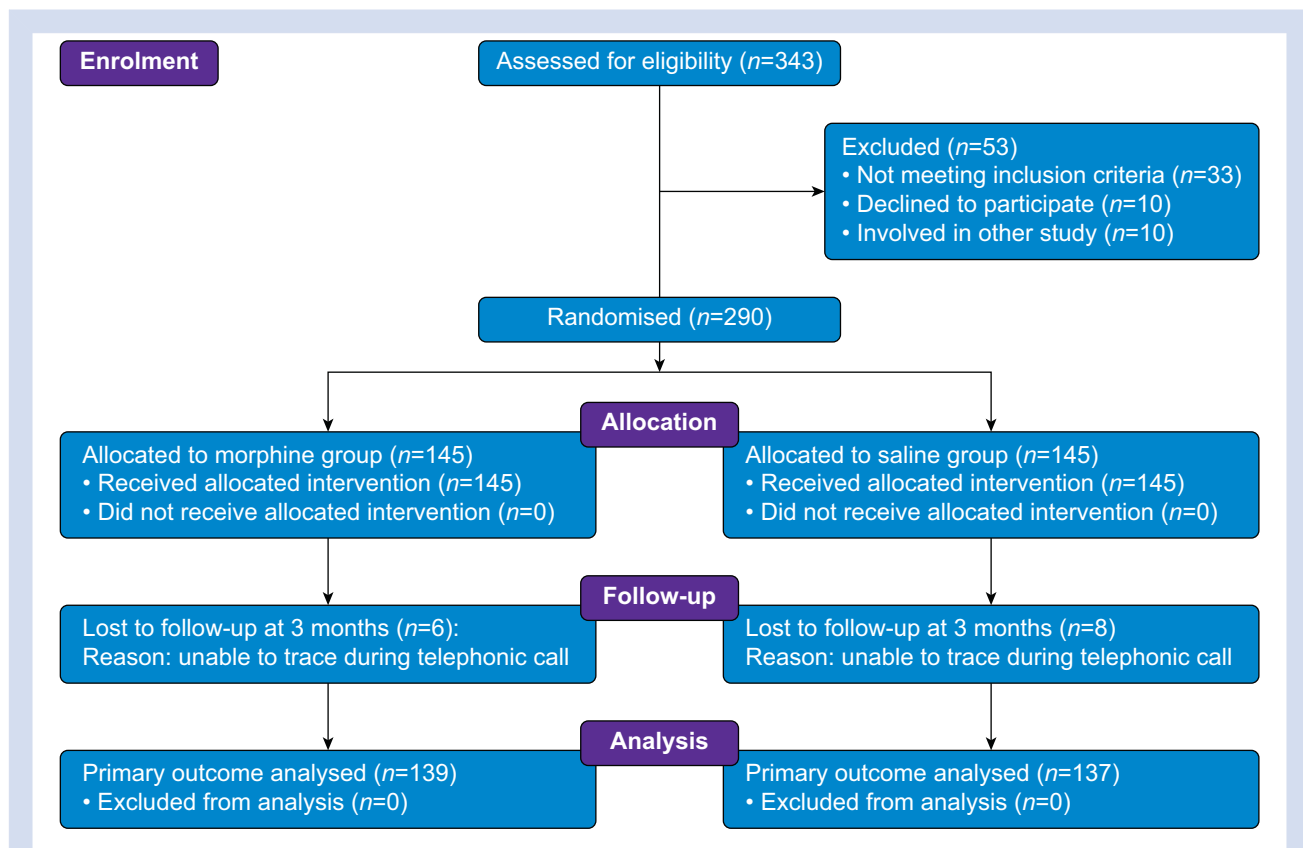 Enrolment
Assessed for eligibility (n=343)
Excluded (n=53)
• Not meeting inclusion criteria (n=33)
• Declined to participate (n=10)
• Involved in other study (n=10)
Randomised (n=290)
Allocation
Allocated to morphine group (n=145)
• Received allocated intervention (n=145)
• Did not receive allocated intervention (n=0)
Allocated to saline group (n=145)
• Received allocated intervention (n=145)
• Did not receive allocated intervention (n=0)
Follow-up
Lost to follow-up at 3 months (n=6):
Reason: unable to trace during telephonic call
Lost to follow-up at 3 months (n=8)
Reason: unable to trace during telephonic call
Analysis
Primary outcome analysed (n=139)
• Excluded from analysis (n=0)
Primary outcome analysed (n=137)
• Excluded from analysis (n=0)